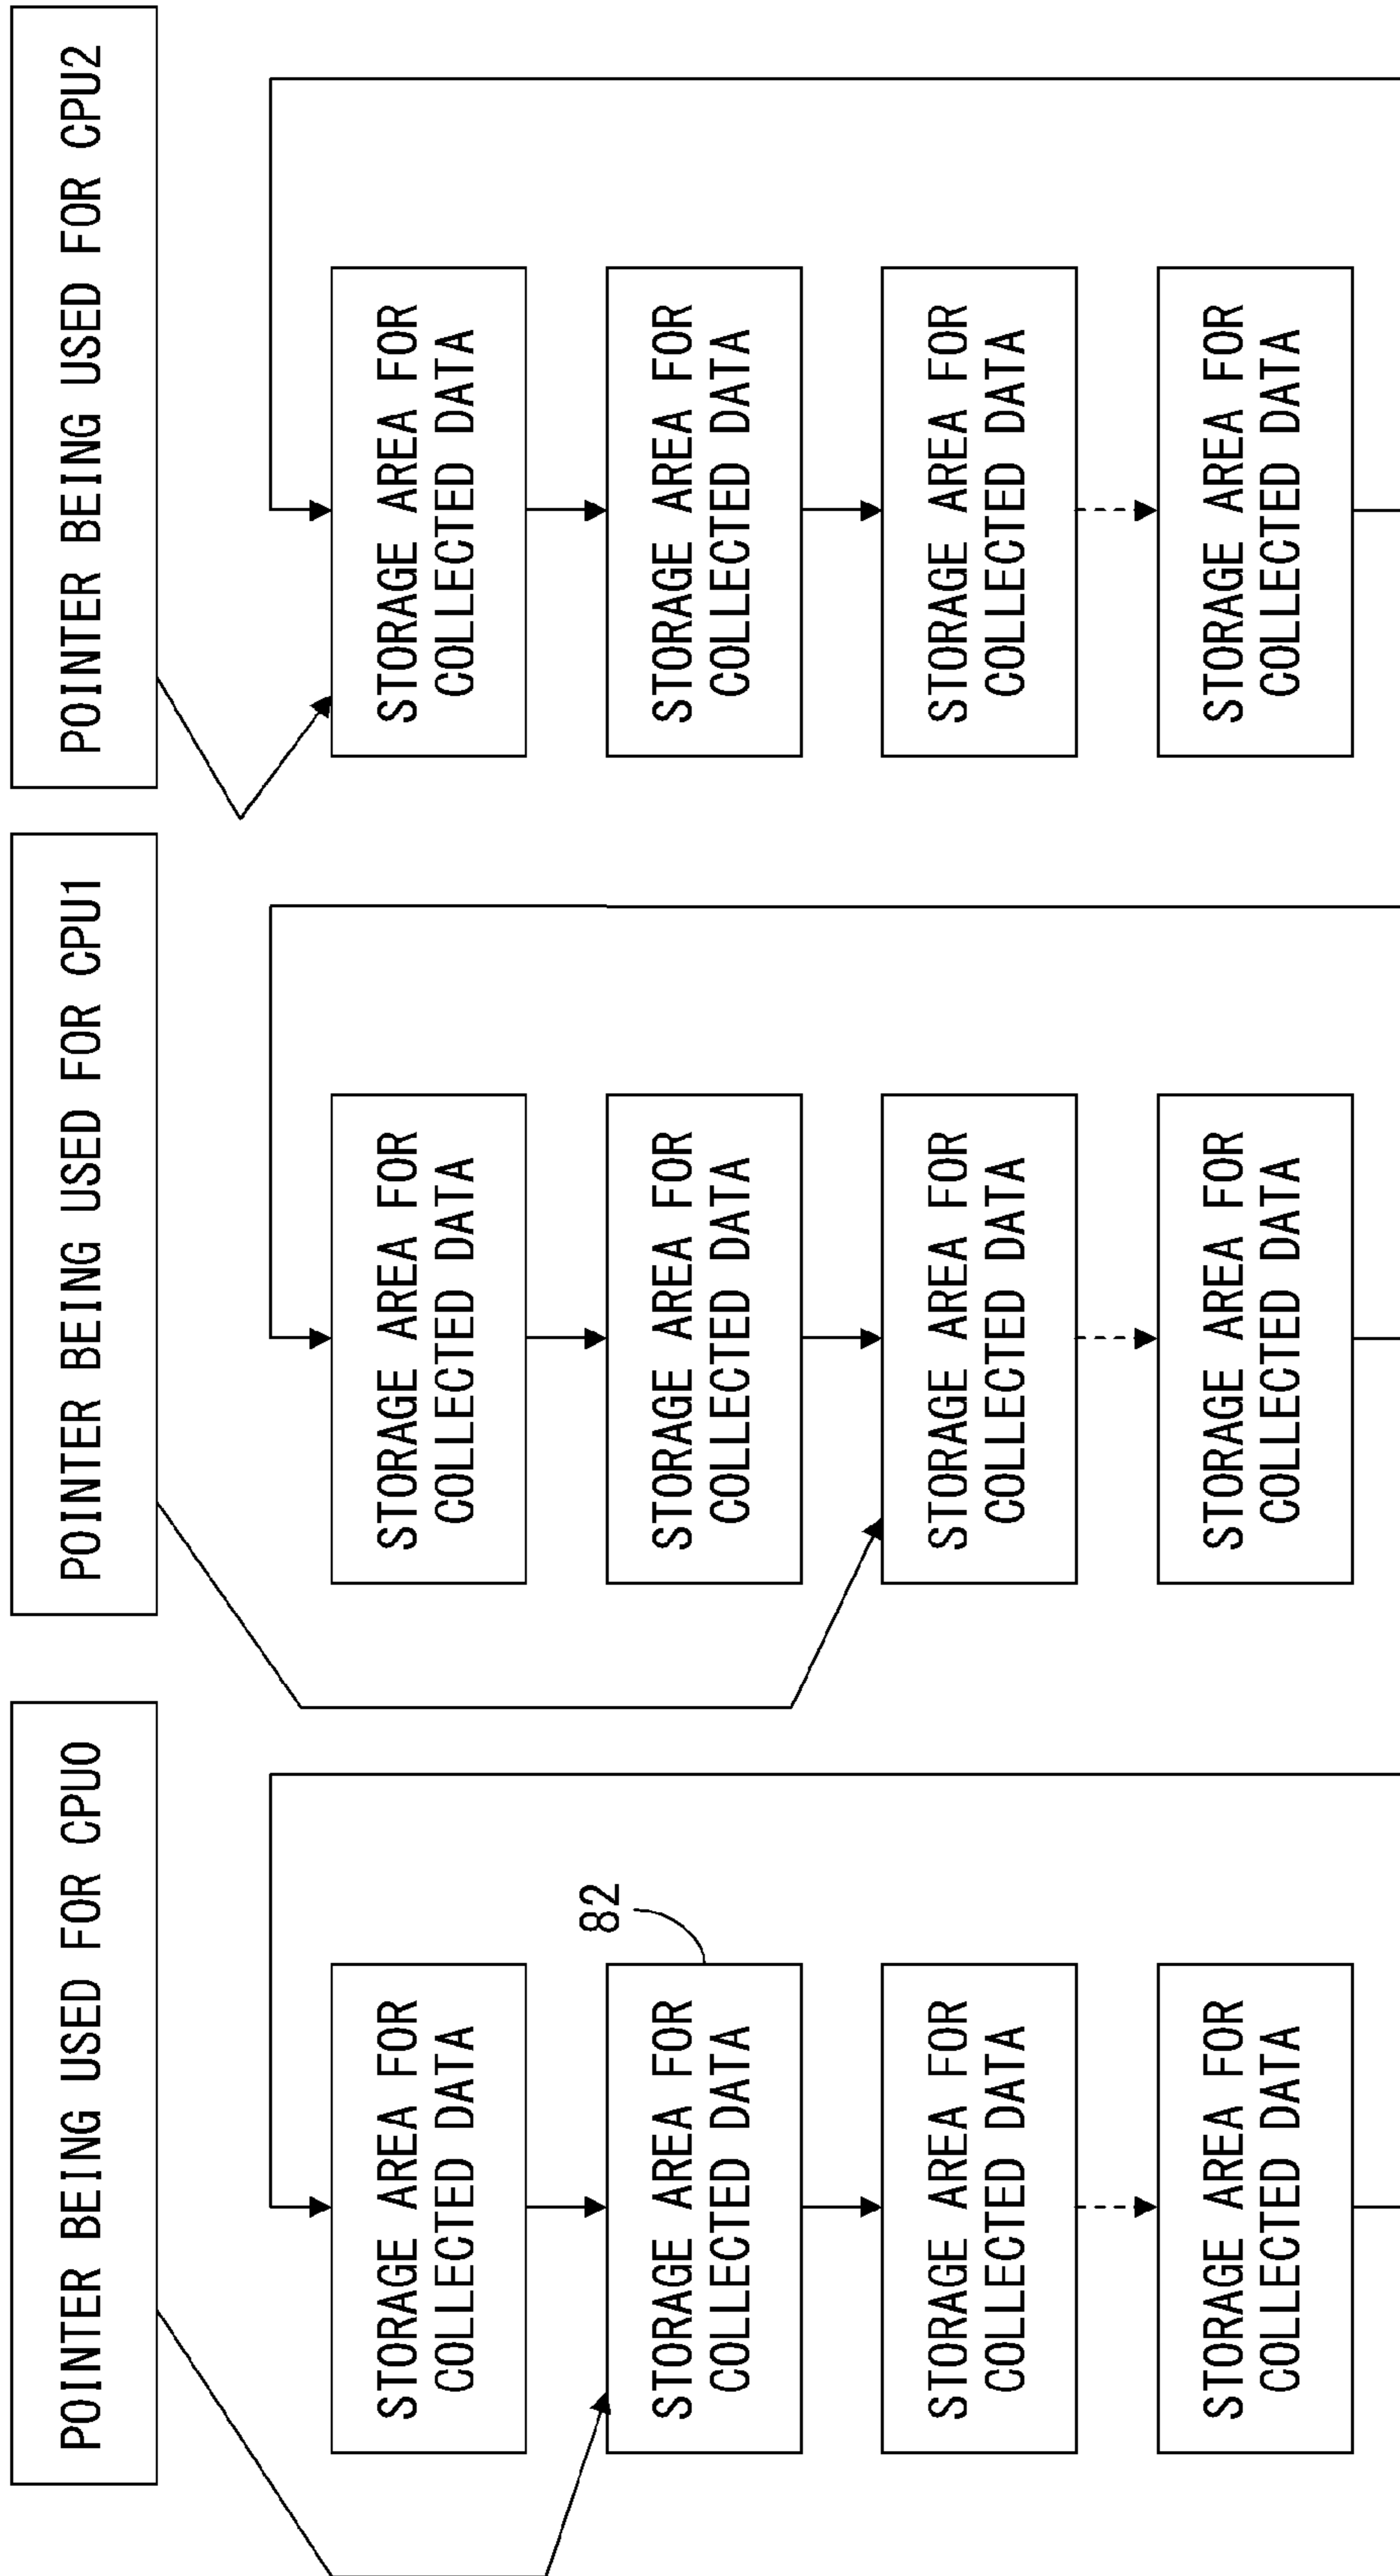 POINTER BEING USED FOR CPU0
STORAGE AREA FOR
COLLECTED DATA
82
STORAGE AREA FOR
COLLECTED DATA
STORAGE AREA FOR
COLLECTED DATA
STORAGE AREA FOR
COLLECTED DATA
POINTER BEING USED FOR CPU1
STORAGE AREA FOR
COLLECTED DATA
STORAGE AREA FOR
COLLECTED DATA
STORAGE AREA FOR
COLLECTED DATA
STORAGE AREA FOR
COLLECTED DATA
POINTER BEING USED FOR CPU2
STORAGE AREA FOR
COLLECTED DATA
STORAGE AREA FOR
COLLECTED DATA
STORAGE AREA FOR
COLLECTED DATA
STORAGE AREA FOR
COLLECTED DATA